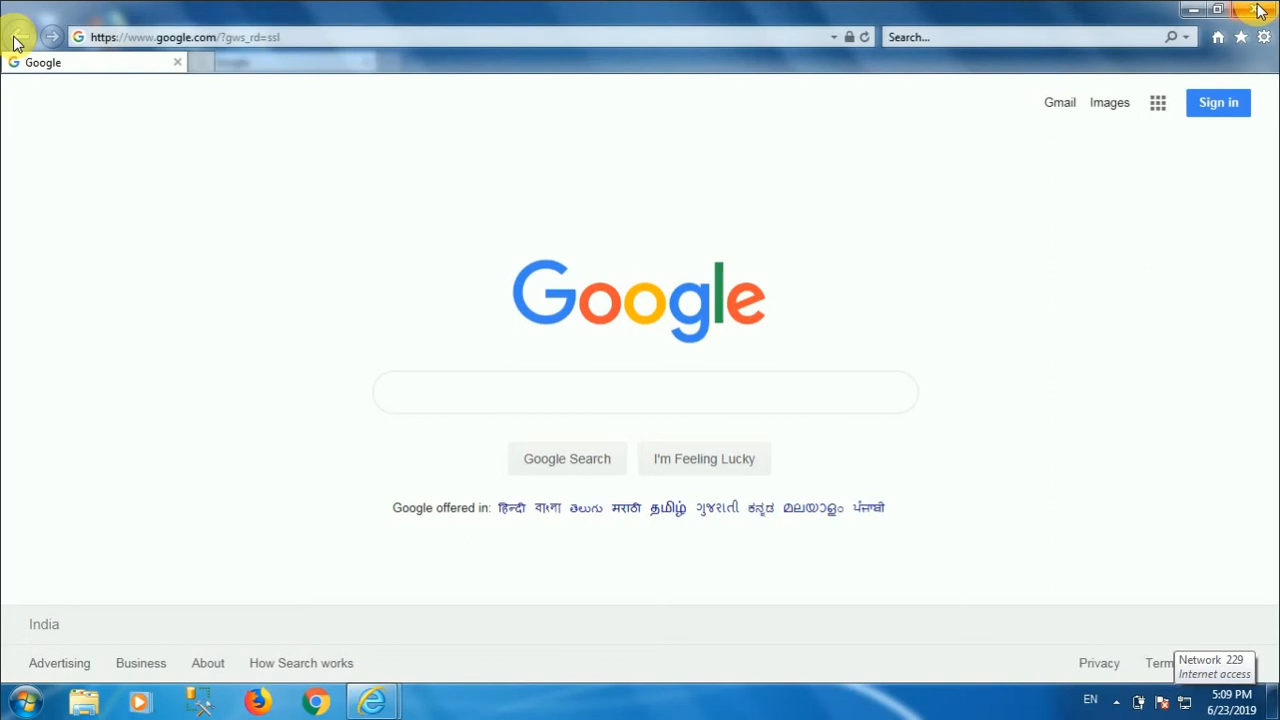 https://www.google.com/?gws_rd=ssl
Search...
Google
Gmail Images Sign in
Google
Google Search I'm Feeling Lucky
Google offered in: हिन्दी বাংলা తెలుగు मराठी தமிழ் ગુજરાતી ಕನ್ನಡ മലയാളം ਪੰਜਾਬੀ
India
Advertising Business About How Search works Privacy
Network 229
Internet access
EN
5:09 PM
6/23/2019